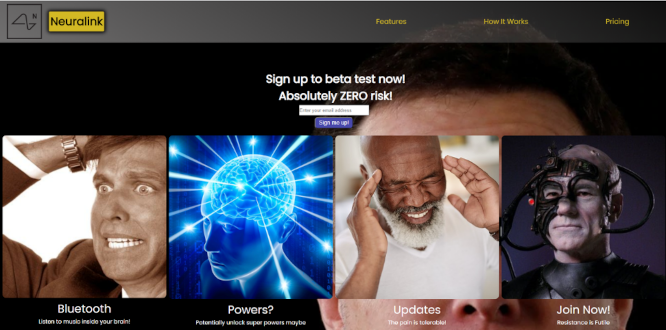 N
Neuralink
Features
How It Works
Pricing
Sign up to beta test now!
Absolutely ZERO risk!
Enter your email address
Sign me up!
Bluetooth
Listen to music inside your brain!
Powers?
Potentially unlock super powers maybe
Updates
The pain is tolerable!
Join Now!
Resistance is Futile